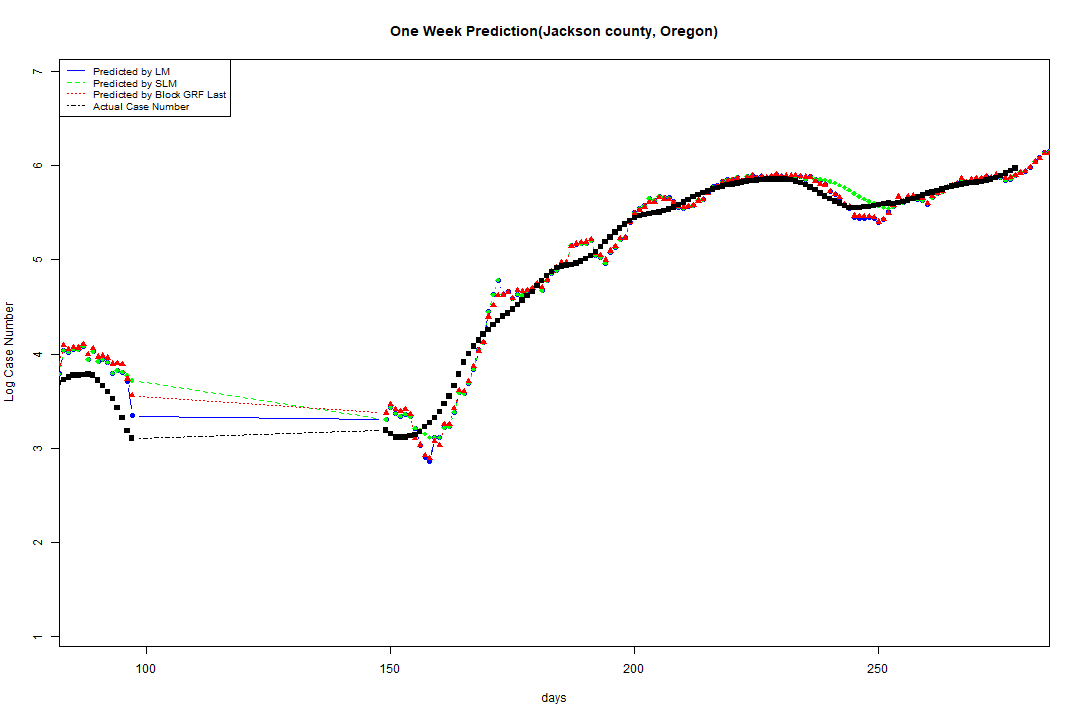 One Week Prediction(Jackson county, Oregon)
Predicted by LM
Predicted by SLM
Predicted by Block GRF Last
Actual Case Number
7
6
5
4
3
2
1
Log Case Number
100 150 200 250
days